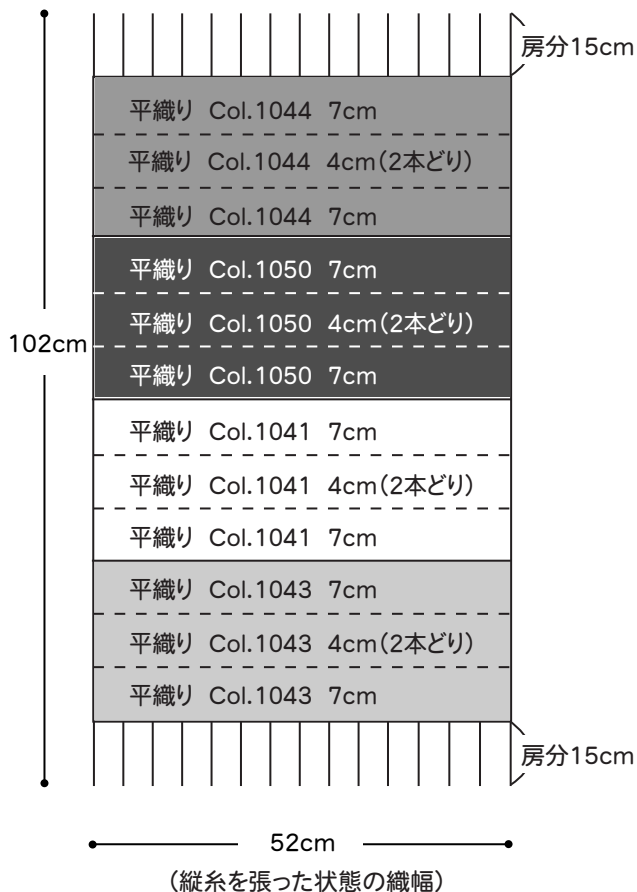 房分15cm
平織り Col.1044 7cm
平織り Col.1044 4cm(2本どり)
平織り Col.1044 7cm
平織り Col.1050 7cm
平織り Col.1050 4cm(2本どり)
102cm
平織り Col.1050 7cm
平織り Col.1041 7cm
平織り Col.1041 4cm(2本どり)
平織り Col.1041 7cm
平織り Col.1043 7cm
平織り Col.1043 4cm(2本どり)
平織り Col.1043 7cm
房分15cm
52cm
(縦糸を張った状態の織幅)